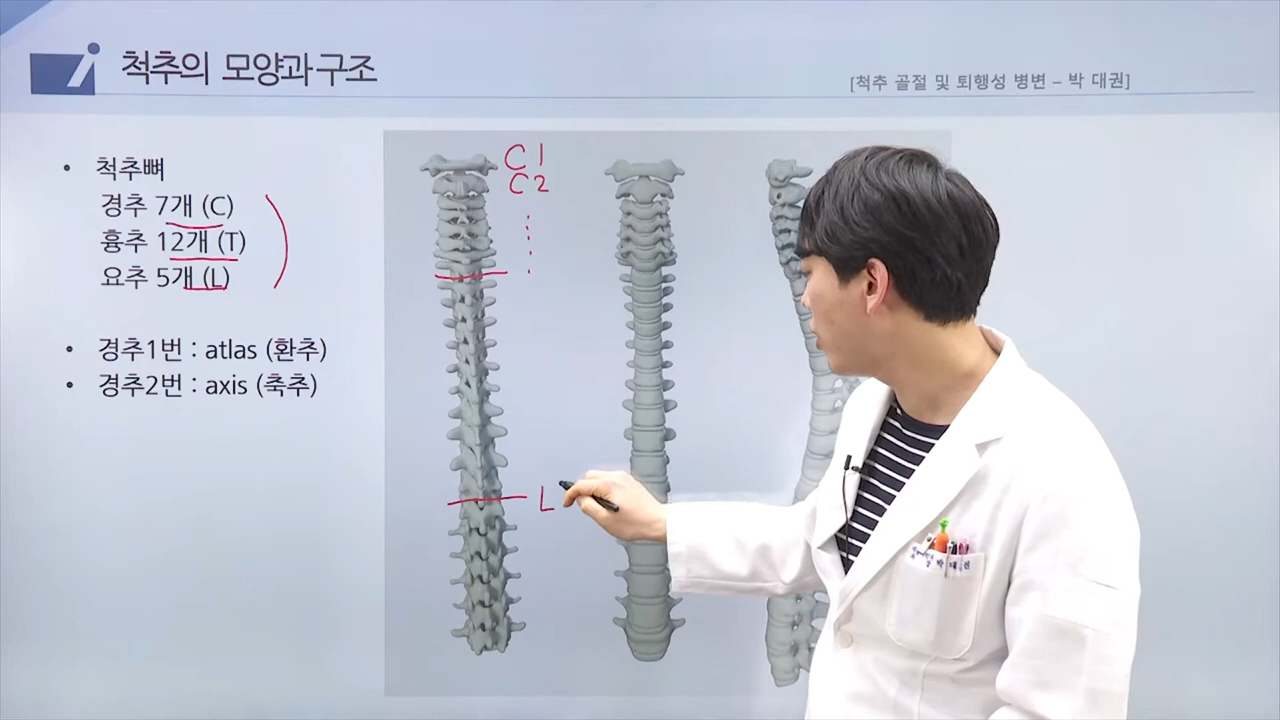 척추의 모양과 구조
[척추 골절 및 퇴행성 병변 – 박 대권]
• 척추뼈
경추 7개 (C)
흉추 12개 (T)
요추 5개 (L)
• 경추1번 : atlas (환추)
• 경추2번 : axis (축추)
C1
C2
L